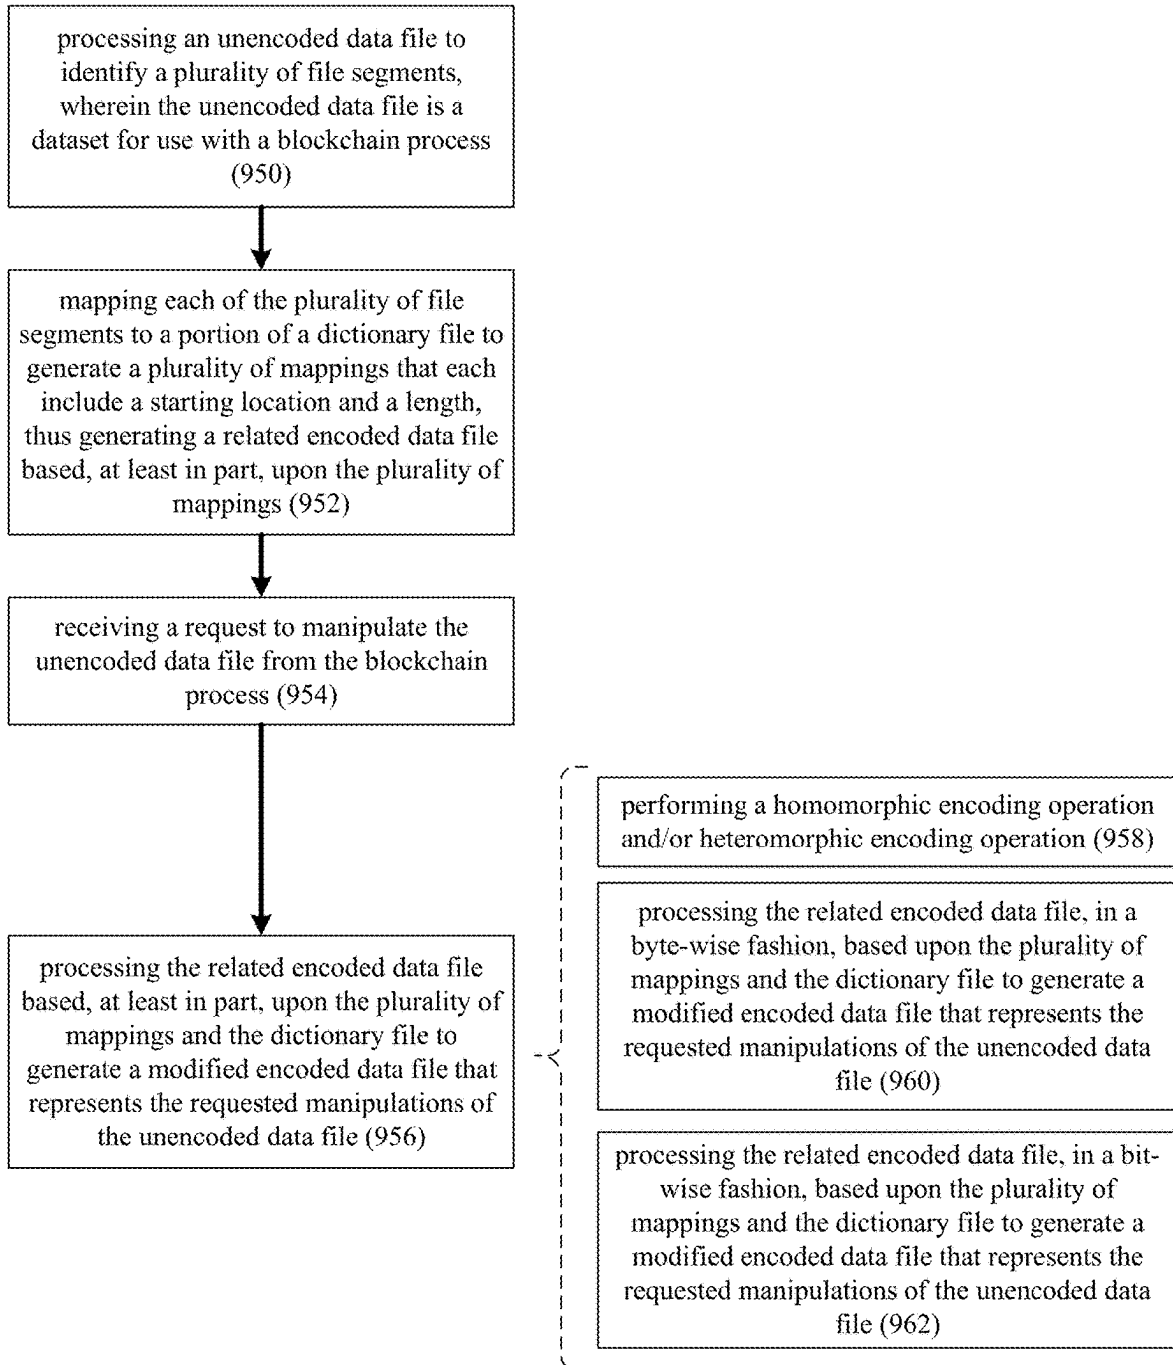 processing an unencoded data file to
identify a plurality of file segments,
wherein the unencoded data file is a
dataset for use with a blockchain process
(950)
mapping each of the plurality of file
segments to a portion of a dictionary file to
generate a plurality of mappings that each
include a starting location and a length,
thus generating a related encoded data file
based, at least in part, upon the plurality of
mappings (952)
receiving a request to manipulate the
unencoded data file from the blockchain
process (954)
processing the related encoded data file
based, at least in part, upon the plurality of
mappings and the dictionary file to
generate a modified encoded data file that
represents the requested manipulations of
the unencoded data file (956)
performing a homomorphic encoding operation
and/or heteromorphic encoding operation (958)
processing the related encoded data file, in a
byte-wise fashion, based upon the plurality of
mappings and the dictionary file to generate a
modified encoded data file that represents the
requested manipulations of the unencoded data
file (960)
processing the related encoded data file, in a bit-
wise fashion, based upon the plurality of
mappings and the dictionary file to generate a
modified encoded data file that represents the
requested manipulations of the unencoded data
file (962)